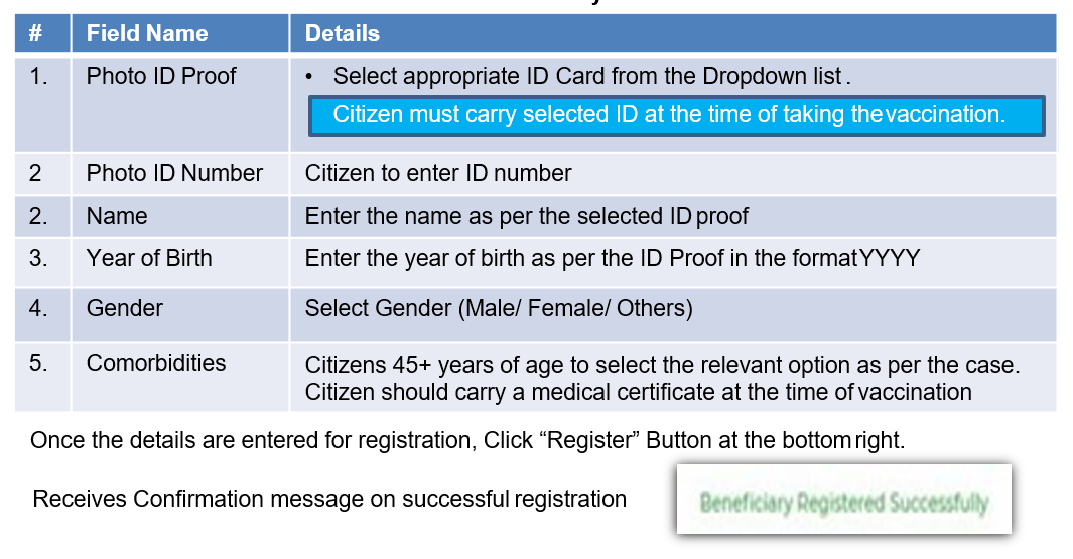 # Field Name Details
1. Photo ID Proof • Select appropriate ID Card from the Dropdown list.
Citizen must carry selected ID at the time of taking the vaccination.
2 Photo ID Number Citizen to enter ID number
2. Name Enter the name as per the selected ID proof
3. Year of Birth Enter the year of birth as per the ID Proof in the format YYYY
4. Gender Select Gender (Male/ Female/ Others)
5. Comorbidities Citizens 45+ years of age to select the relevant option as per the case.
Citizen should carry a medical certificate at the time of vaccination
Once the details are entered for registration, Click “Register” Button at the bottom right.
Receives Confirmation message on successful registration Beneficiary Registered Successfully